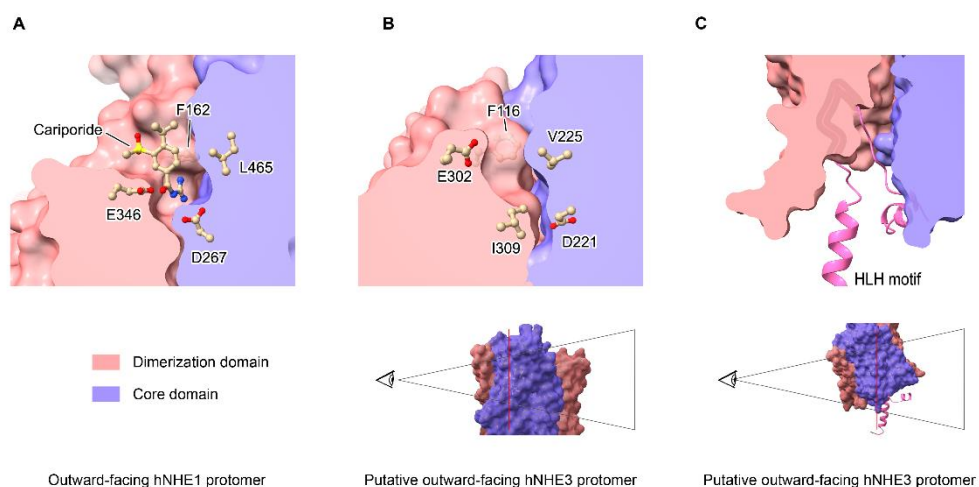 A
B
C
F162
Cariporide
L465
E346
D267
F116
V225
E302
I309
D221
HLH motif
Dimerization domain
Core domain
Outward-facing hNHE1 protomer
Putative outward-facing hNHE3 protomer
Putative outward-facing hNHE3 protomer